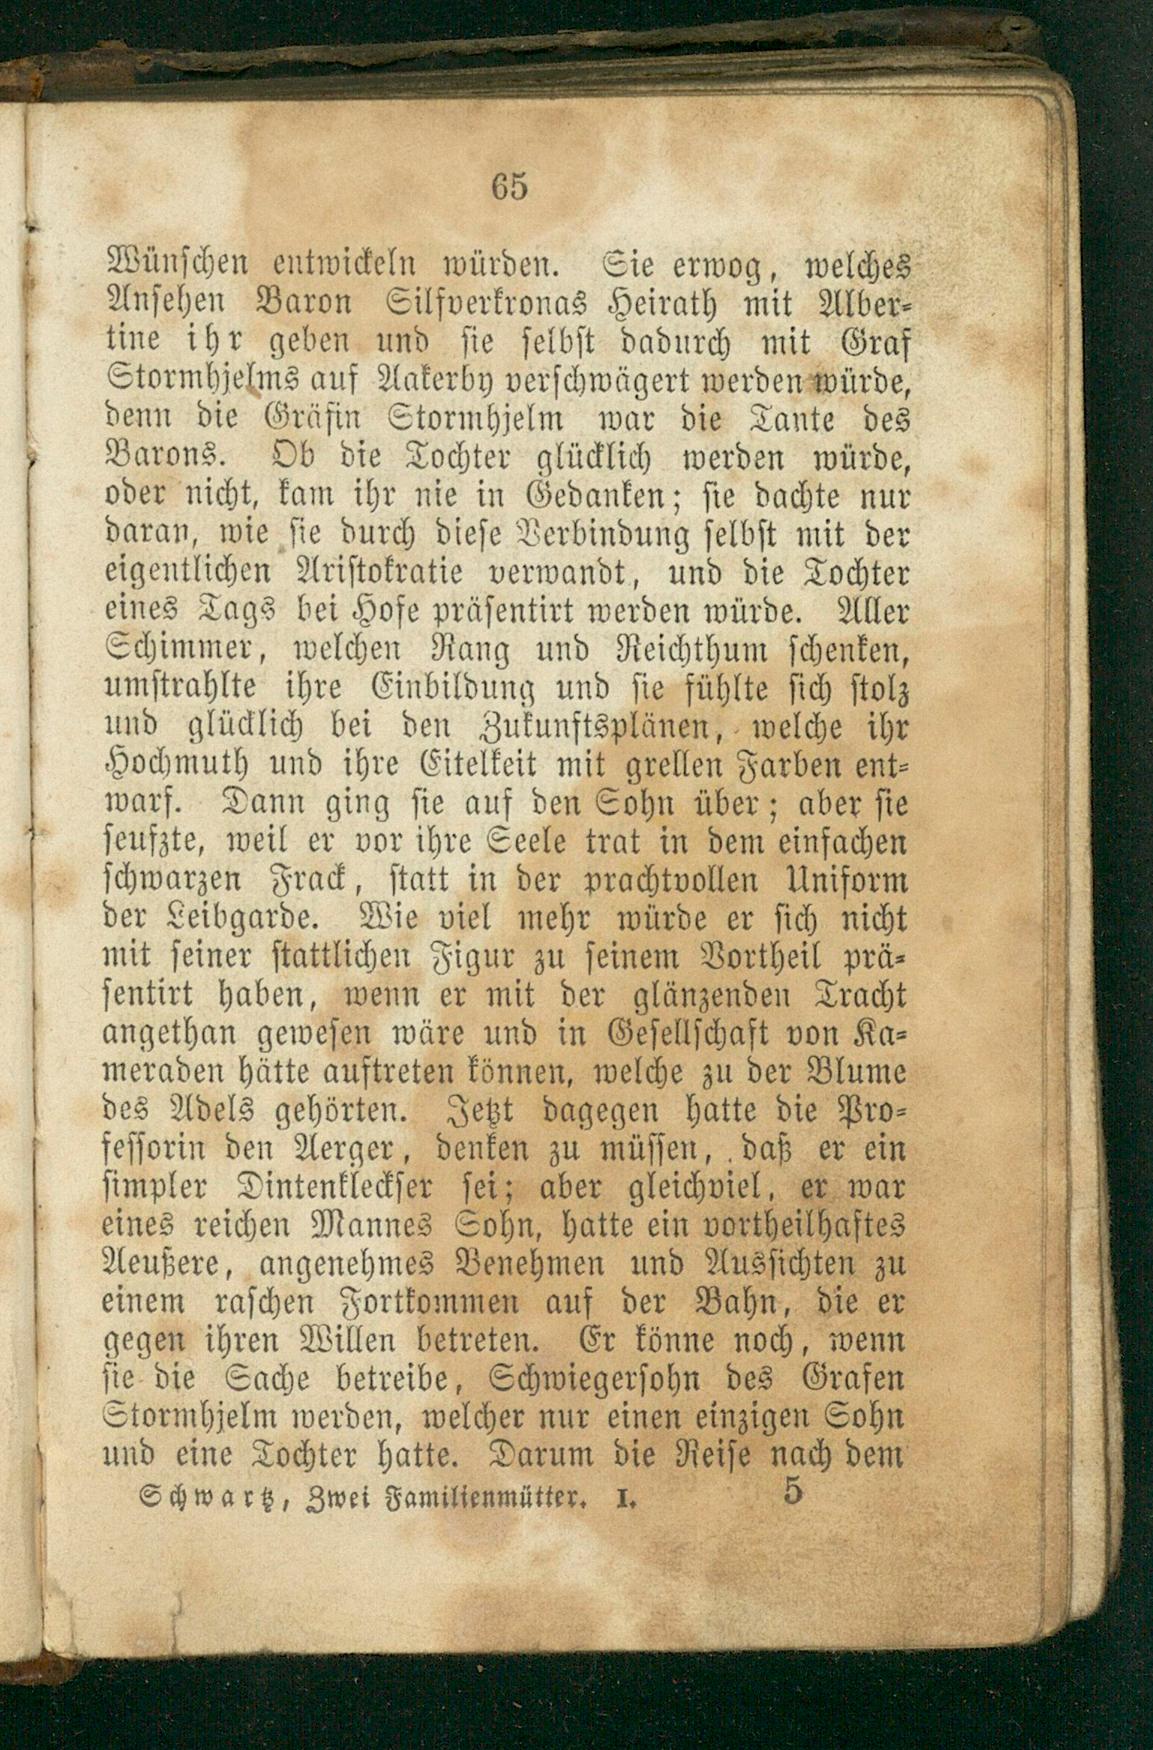 65
Wünschen entwickeln würden. Sie erwog, welches
Ansehen Baron Silfverkronas Heirath mit Alber-
tine ihr geben und sie selbst dadurch mit Graf
Stormhjelms auf Aakerby verschwägert werden würde,
denn die Gräfin Stormhjelm war die Tante des
Barons. Ob die Tochter glücklich werden würde,
oder nicht, kam ihr nie in Gedanken; sie dachte nur
daran, wie sie durch diese Verbindung selbst mit der
eigentlichen Aristokratie verwandt, und die Tochter
eines Tags bei Hofe präsentirt werden würde. Aller
Schimmer, welchen Rang und Reichthum schenken,
umstrahlte ihre Einbildung und sie fühlte sich stolz
und glücklich bei den Zukunftsplänen, welche ihr
Hochmuth und ihre Eitelkeit mit grellen Farben ent-
warf. Dann ging sie auf den Sohn über; aber sie
seufzte, weil er vor ihre Seele trat in dem einfachen
schwarzen Frack, statt in der prachtvollen Uniform
der Leibgarde. Wie viel mehr würde er sich nicht
mit seiner stattlichen Figur zu seinem Vortheil prä-
sentirt haben, wenn er mit der glänzenden Tracht
angethan gewesen wäre und in Gesellschaft von Ka-
meraden hätte auftreten können, welche zu der Blume
des Adels gehörten. Jetzt dagegen hatte die Pro-
fessorin den Aerger, denken zu müssen, daß er ein
simpler Dintenkleckser sei; aber gleichviel, er war
eines reichen Mannes Sohn, hatte ein vortheilhaftes
Aeußere, angenehmes Benehmen und Aussichten zu
einem raschen Fortkommen auf der Bahn, die er
gegen ihren Willen betreten. Er könne noch, wenn
sie die Sache betreibe, Schwiegersohn des Grafen
Stormhjelm werden, welcher nur einen einzigen Sohn
und eine Tochter hatte. Darum die Reise nach dem
Schwartz, Zwei Familienmütter. I. 5